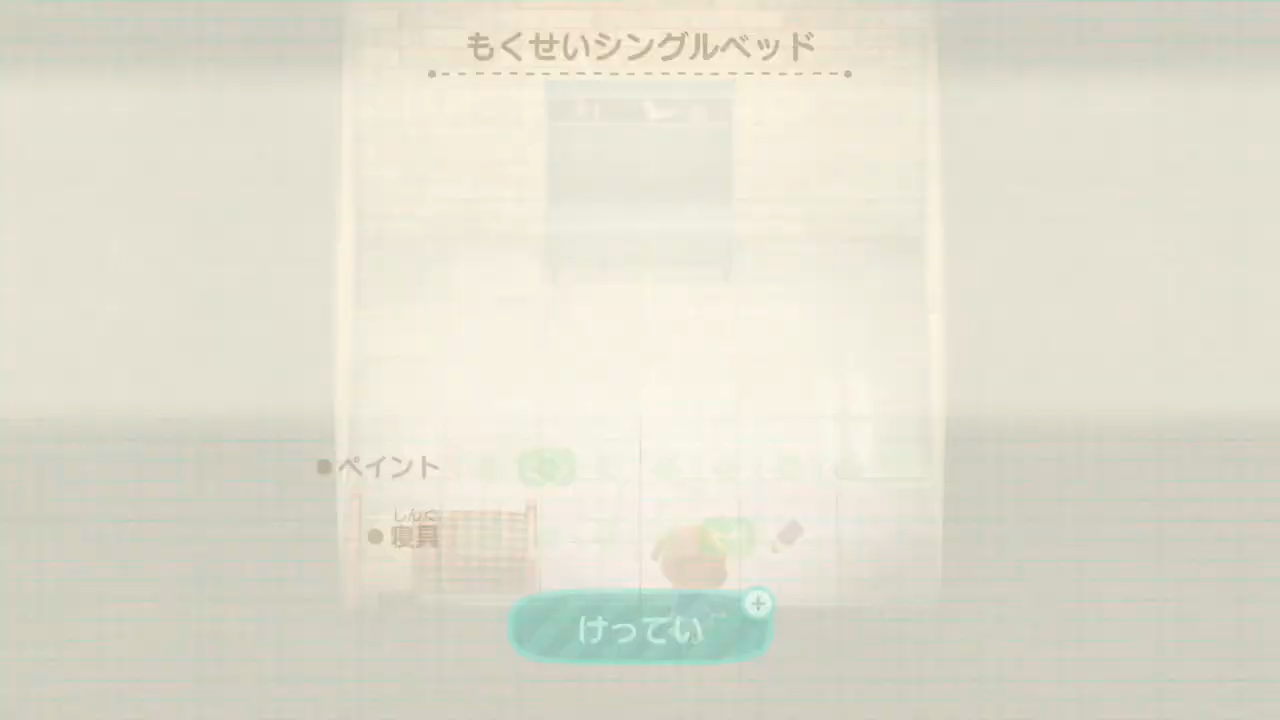 もくせいシングルベッド
ペイント
しんぐ
寝具
けってい